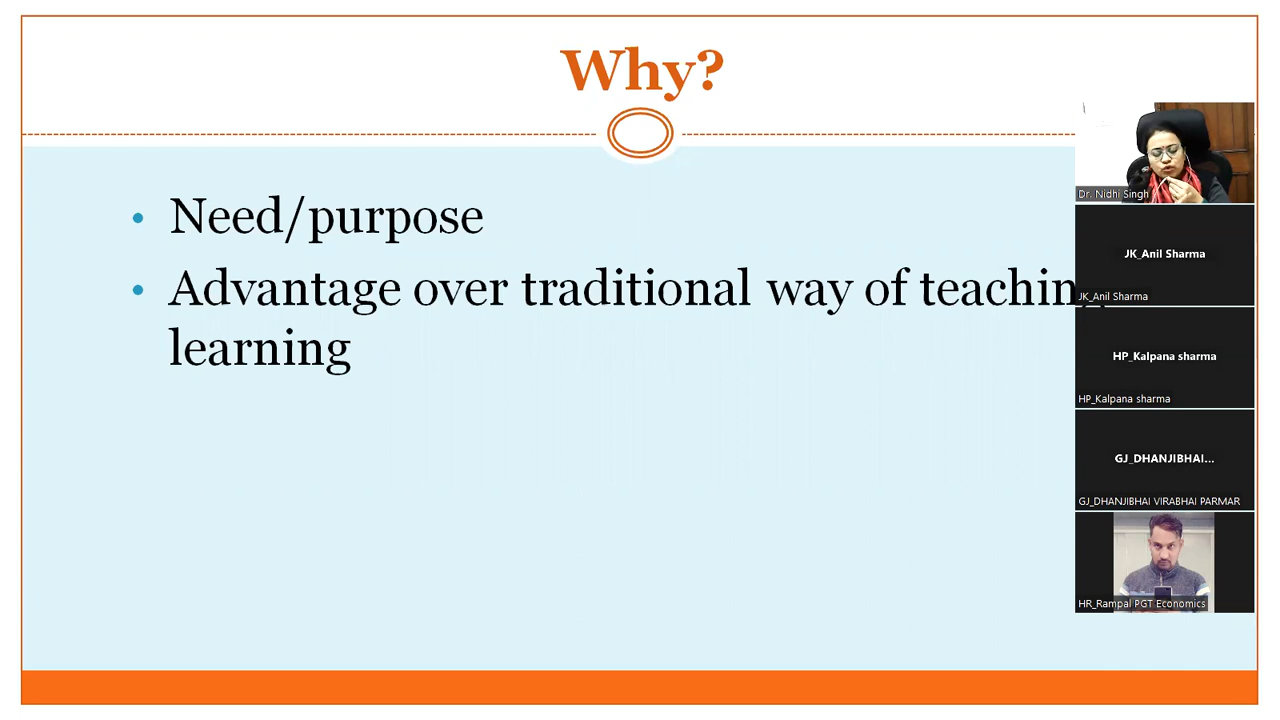 Why?
• Need/purpose
• Advantage over traditional way of teaching
learning
Dr. Nidhi Singh
JK_Anil Sharma
JK_Anil Sharma
HP_Kalpana sharma
HP_Kalpana sharma
GJ_DHANJIBHAI...
GJ_DHANJIBHAI VIRABHAI PARMAR
HR_Rampal PGT Economics